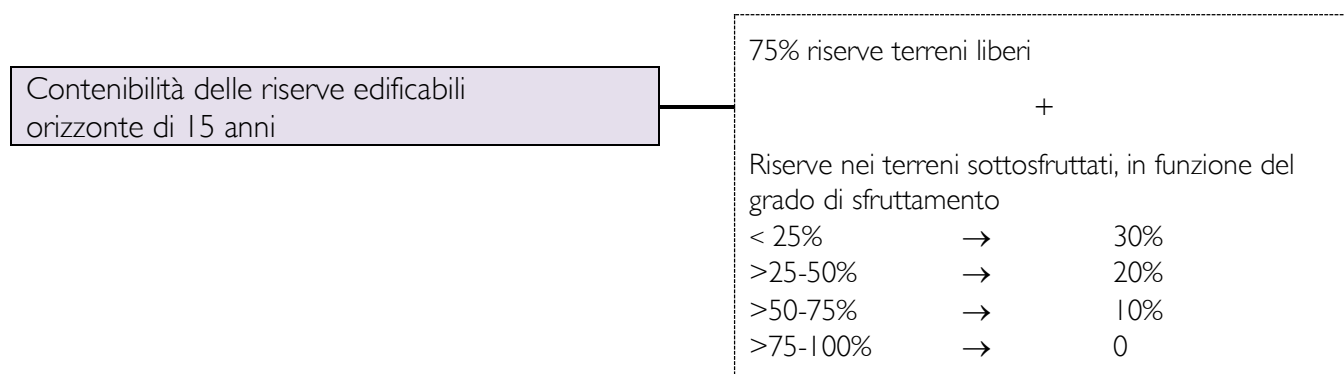 Contenibilità delle riserve edificabili
orizzonte di 15 anni
75% riserve terreni liberi
+
Riserve nei terreni sottosfruttati, in funzione del
grado di sfruttamento
< 25% → 30%
>25-50% → 20%
>50-75% → 10%
>75-100% → 0